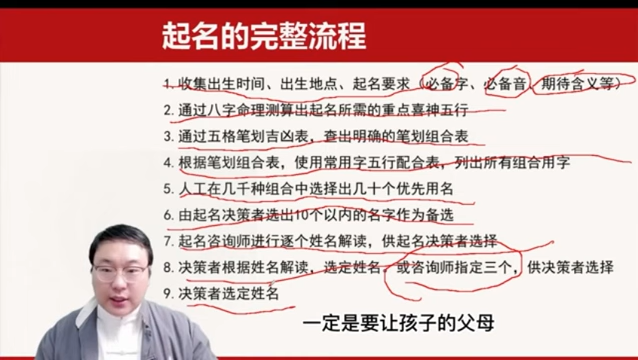 起名的完整流程
1. 收集出生时间、出生地点、起名要求（必备字、必备音、期待含义等）
2. 通过八字命理测算出起名所需的重点喜神五行
3. 通过五格笔划吉凶表，查出明确的笔划组合表
4. 根据笔划组合表，使用常用字五行配合表，列出所有组合用字
5. 人工在几千种组合中选择出几十个优先用名
6. 由起名决策者选出10个以内的名字作为备选
7. 起名咨询师进行逐个姓名解读，供起名决策者选择
8. 决策者根据姓名解读，选定姓名，或咨询师指定三个，供决策者选择
9. 决策者选定姓名
一定是要让孩子的父母